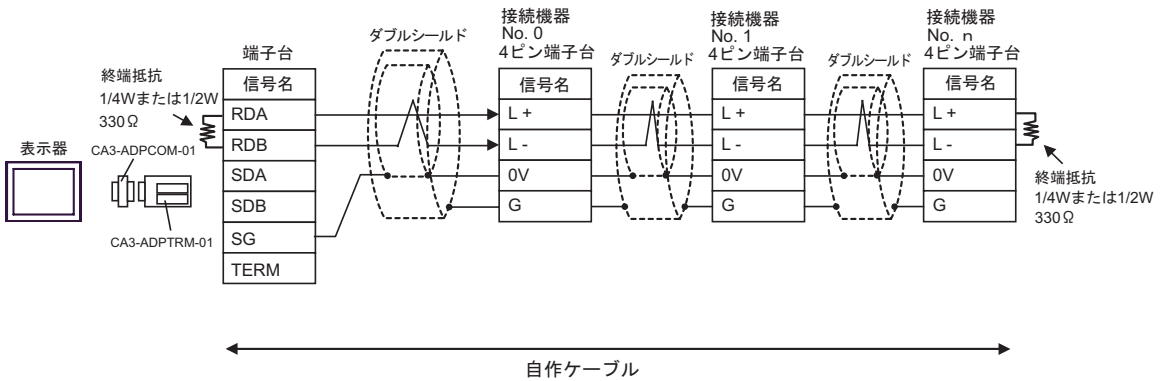 表示器
終端抵抗
1/4Wまたは1/2W
330Ω
CA3-ADPCOM-01
CA3-ADPTRM-01
端子台
信号名
RDA
RDB
SDA
SDB
SG
TERM
ダブルシールド
接続機器
No. 0
4ピン端子台
信号名
L +
L -
0V
G
ダブルシールド
接続機器
No. 1
4ピン端子台
信号名
L +
L -
0V
G
ダブルシールド
接続機器
No. n
4ピン端子台
信号名
L +
L -
0V
G
終端抵抗
1/4Wまたは1/2W
330Ω
自作ケーブル